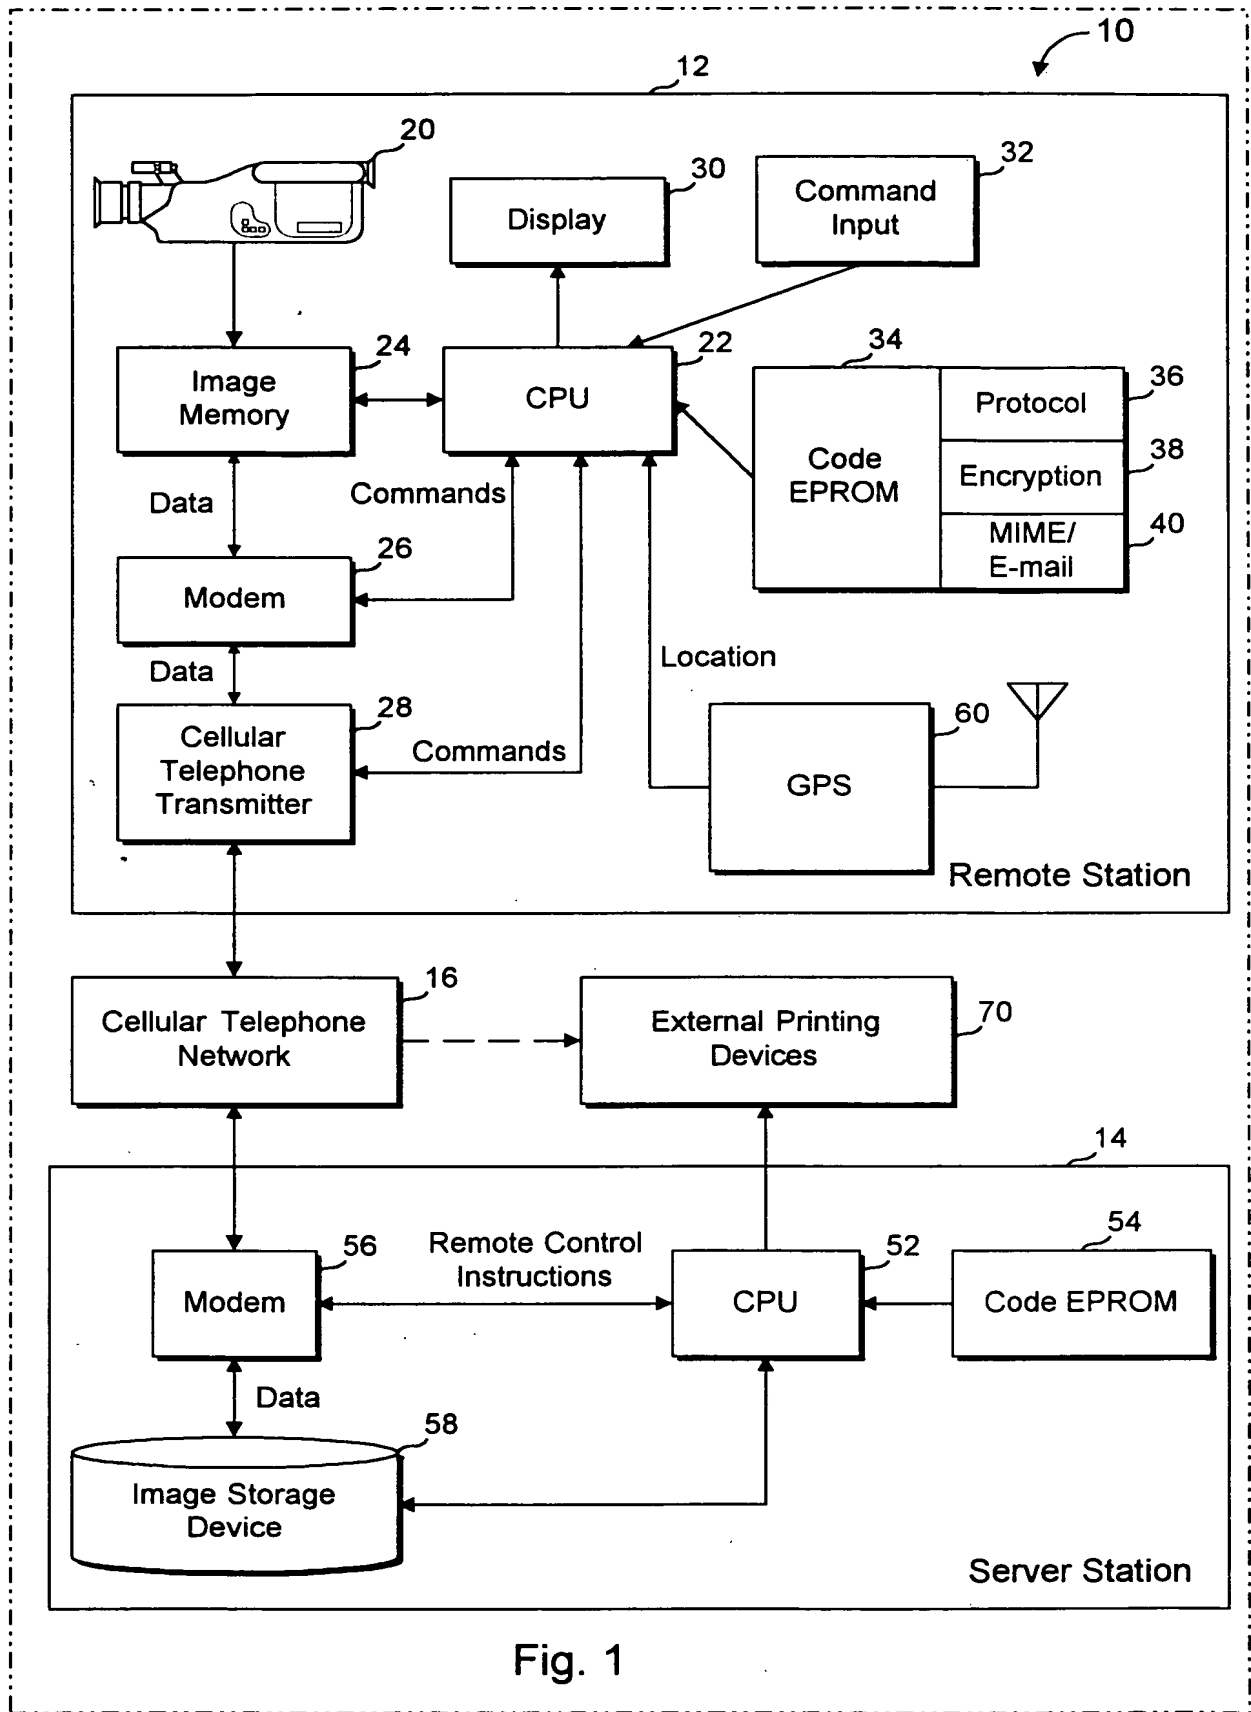 10
12
20
30
32
Command
Input
Display
24
22
34
36
Image
Memory
CPU
Protocol
Code
EPROM
38
Encryption
40
MIME/
E-mail
Data
Commands
26
Modem
Data
Location
28
60
Cellular
Telephone
Transmitter
Commands
GPS
Remote Station
16
70
Cellular Telephone
Network
External Printing
Devices
14
56
Remote Control
Instructions
52
54
Modem
CPU
Code EPROM
Data
58
Image Storage
Device
Server Station
Fig. 1